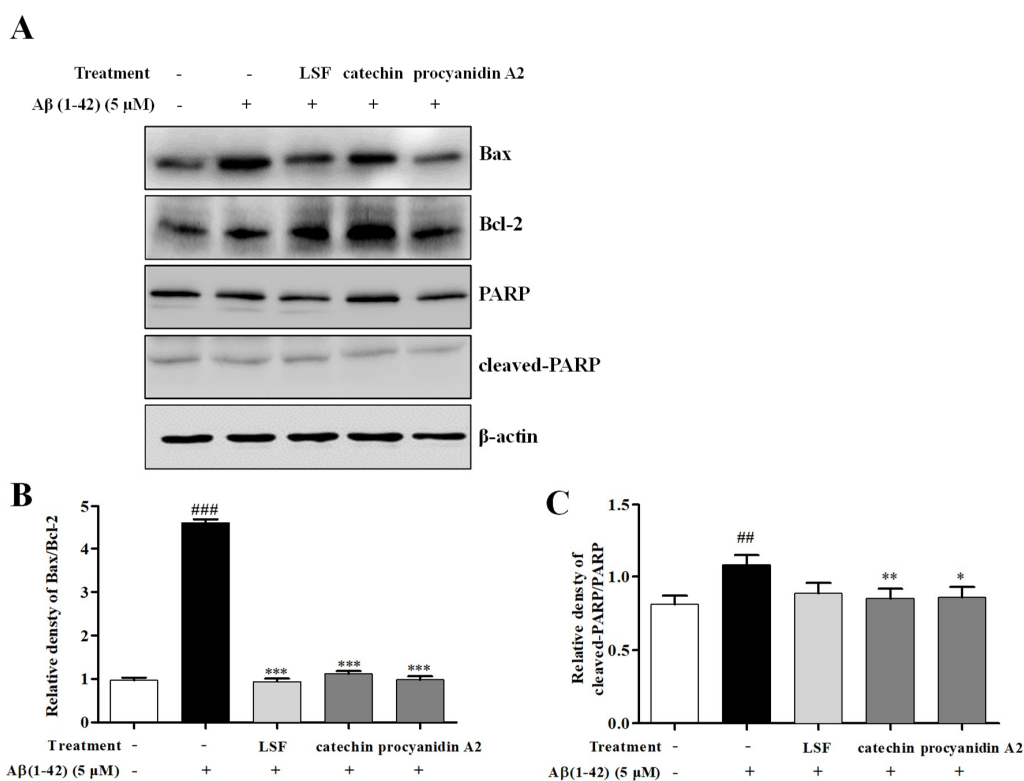 A
Treatment - - LSF catechin procyanidin A2
Aβ (1-42) (5 μM) - + + + +
Bax
Bcl-2
PARP
cleaved-PARP
β-actin
B
Relative densty of Bax/Bcl-2
5
4
3
2
1
0
###
***
***
***
Treatment - - LSF catechin procyanidin A2
Aβ(1-42) (5 μM) - + + + +
C
Relative densty of
cleaved-PARP/PARP
1.5
1.0
0.5
0.0
##
**
*
Treatment - - LSF catechin procyanidin A2
Aβ(1-42) (5 μM) - + + + +